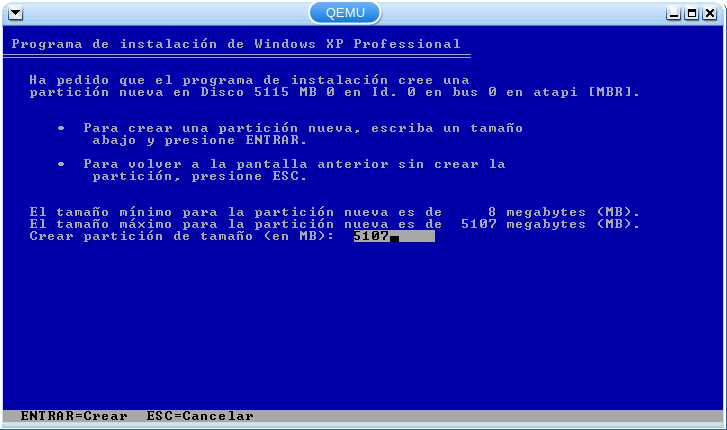 QEMU
Programa de instalación de Windows XP Professional
Ha pedido que el programa de instalación cree una
partición nueva en Disco 5115 MB 0 en Id. 0 en bus 0 en atapi [MBR].
• Para crear una partición nueva, escriba un tamaño
abajo y presione ENTRAR.
• Para volver a la pantalla anterior sin crear la
partición, presione ESC.
El tamaño mínimo para la partición nueva es de 8 megabytes (MB).
El tamaño máximo para la partición nueva es de 5107 megabytes (MB).
Crear partición de tamaño (en MB): 5107
ENTRAR=Crear ESC=Cancelar